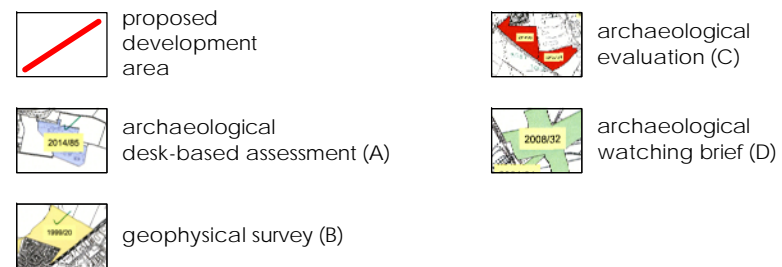 proposed
development
area
archaeological
evaluation (C)
2014/85
archaeological
desk-based assessment (A)
2008/32
archaeological
watching brief (D)
1999/20
geophysical survey (B)